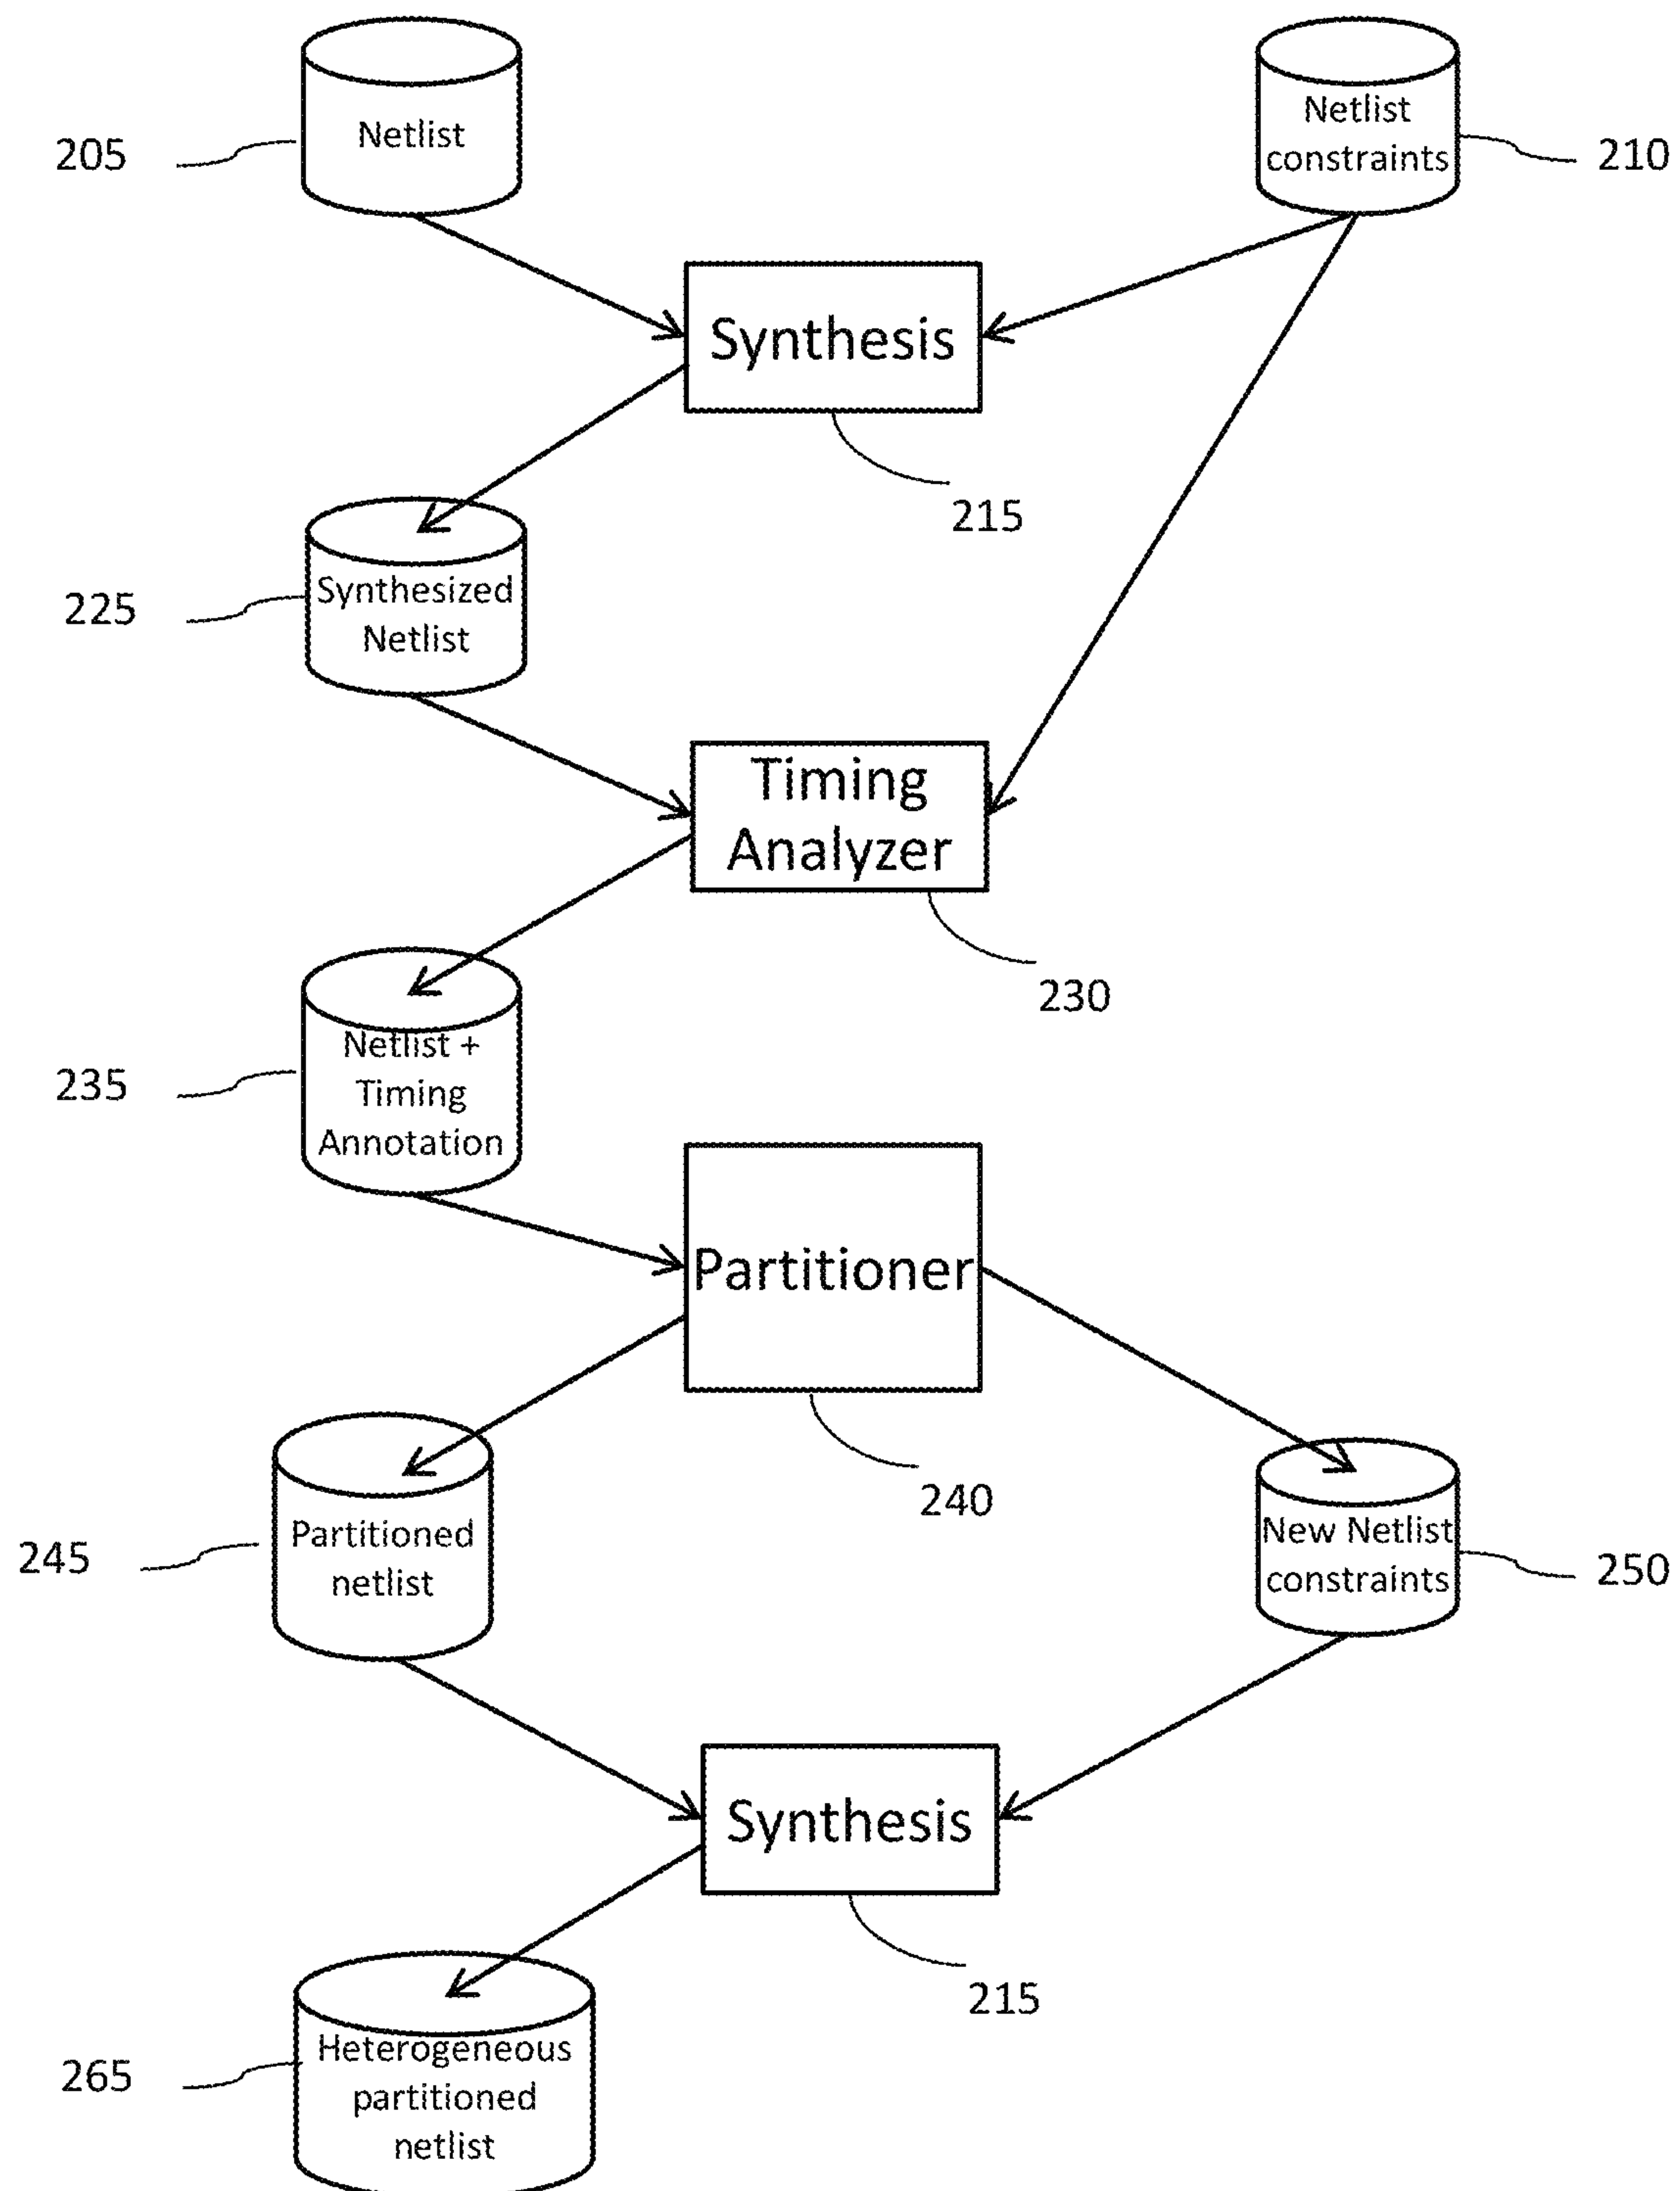 Netlist
205
Netlist
constraints
210
Synthesis
215
Synthesized
Netlist
225
Timing
Analyzer
230
Netlist +
Timing
Annotation
235
Partitioner
240
Partitioned
netlist
245
New Netlist
constraints
250
Synthesis
215
Heterogeneous
partitioned
netlist
265